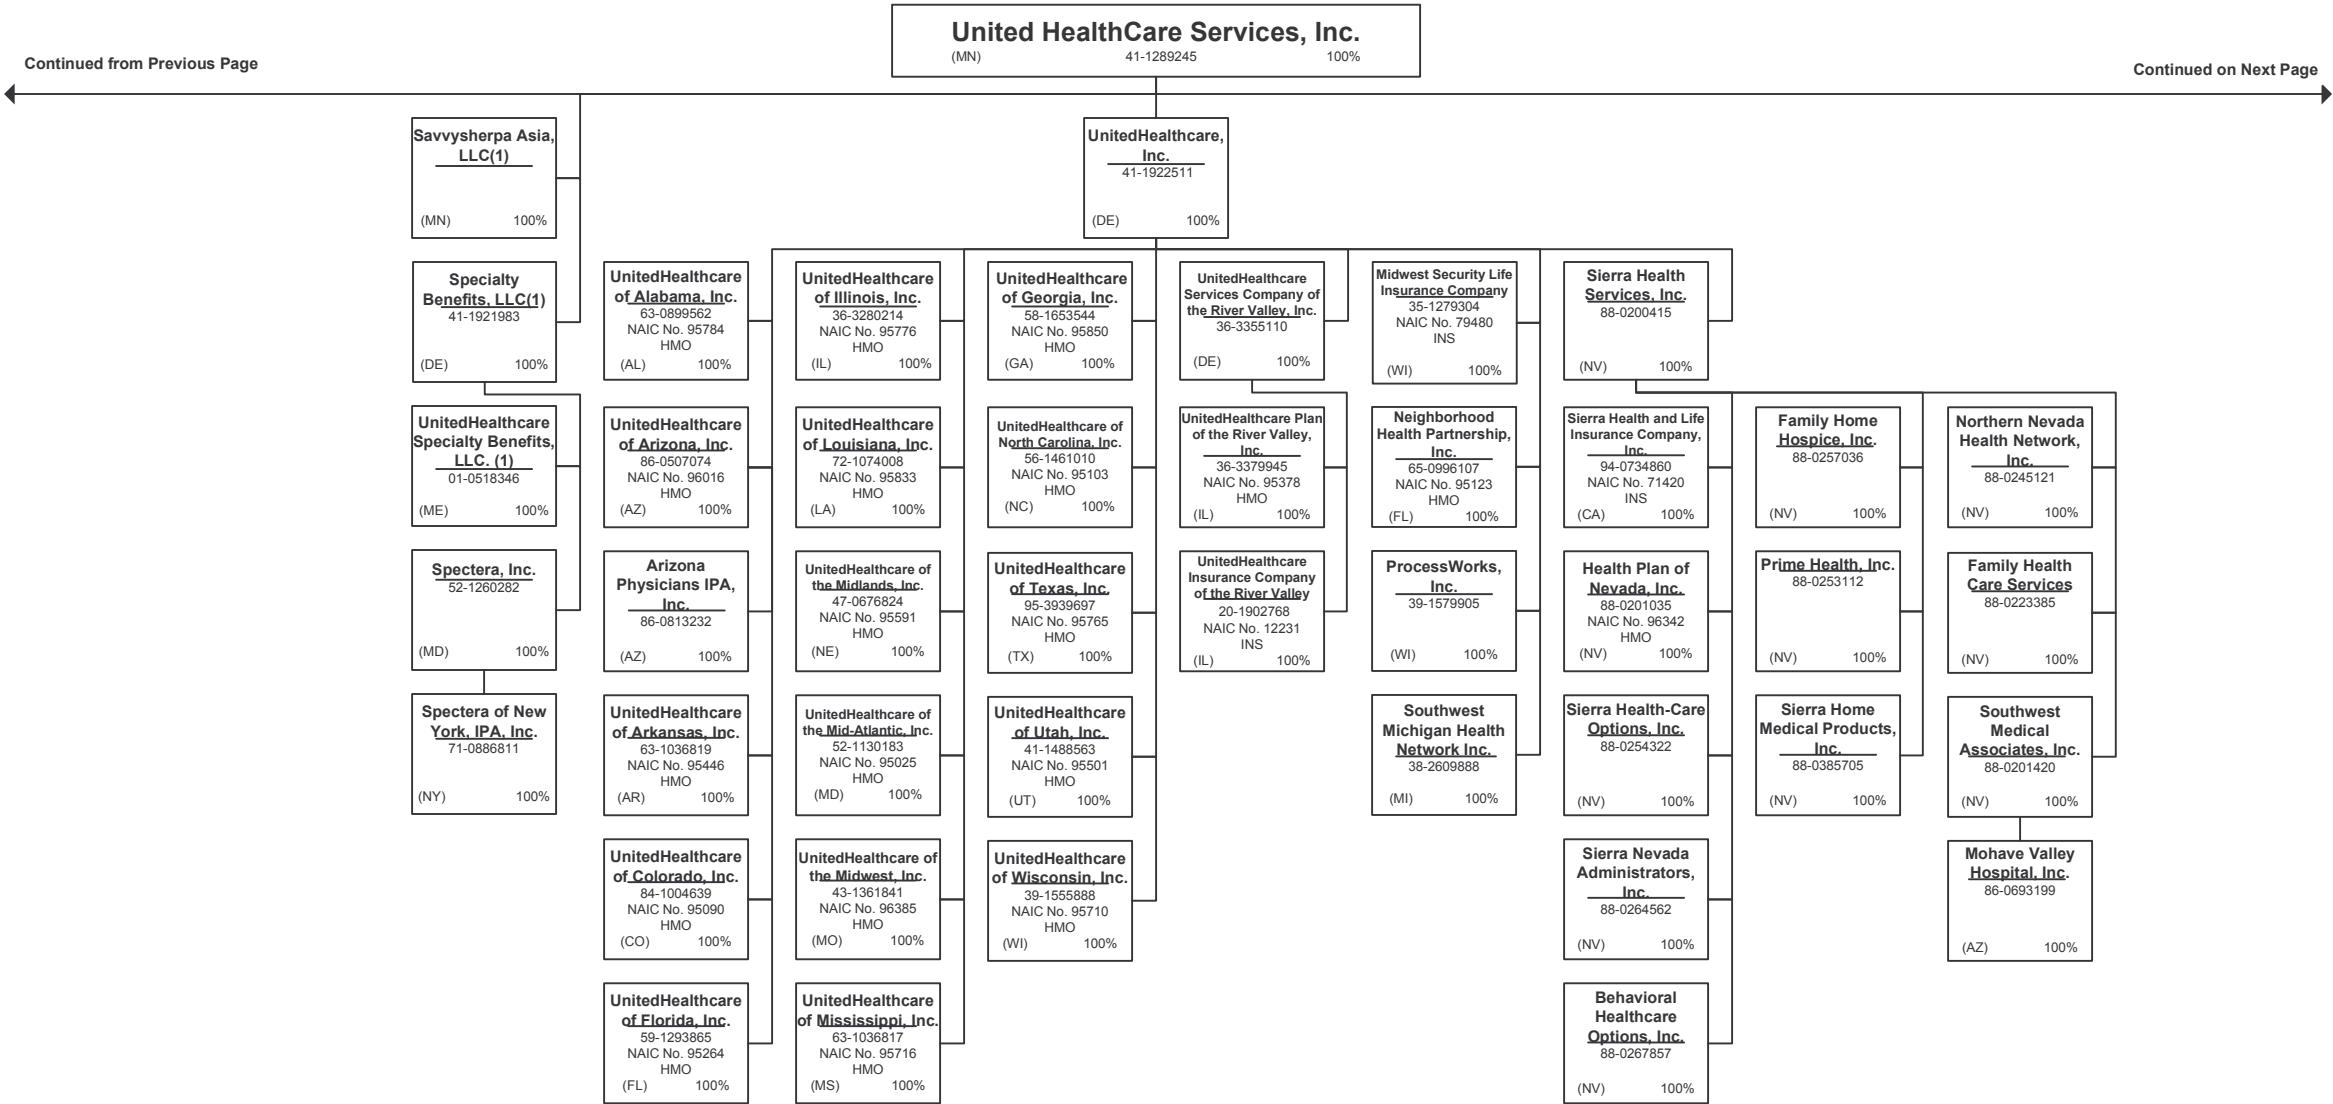 United HealthCare Services, Inc.
(MN) 41-1289245 100%
Continued from Previous Page
Continued on Next Page
Savvysherpa Asia,
LLC(1)
(MN) 100%
UnitedHealthcare,
Inc.
41-1922511
(DE) 100%
Specialty
Benefits, LLC(1)
41-1921983
(DE) 100%
UnitedHealthcare
Specialty Benefits,
LLC. (1)
01-0518346
(ME) 100%
Spectera, Inc.
52-1260282
(MD) 100%
Spectera of New
York, IPA, Inc.
71-0886811
(NY) 100%
UnitedHealthcare
of Alabama, Inc.
63-0899562
NAIC No. 95784
HMO
(AL) 100%
UnitedHealthcare
of Arizona, Inc.
86-0507074
NAIC No. 96016
HMO
(AZ) 100%
Arizona
Physicians IPA,
Inc.
86-0813232
(AZ) 100%
UnitedHealthcare
of Arkansas, Inc.
63-1036819
NAIC No. 95446
HMO
(AR) 100%
UnitedHealthcare
of Colorado, Inc.
84-1004639
NAIC No. 95090
HMO
(CO) 100%
UnitedHealthcare
of Florida, Inc.
59-1293865
NAIC No. 95264
HMO
(FL) 100%
UnitedHealthcare
of Illinois, Inc.
36-3280214
NAIC No. 95776
HMO
(IL) 100%
UnitedHealthcare
of Louisiana, Inc.
72-1074008
NAIC No. 95833
HMO
(LA) 100%
UnitedHealthcare of
the Midlands, Inc.
47-0676824
NAIC No. 95591
HMO
(NE) 100%
UnitedHealthcare of
the Mid-Atlantic, Inc.
52-1130183
NAIC No. 95025
HMO
(MD) 100%
UnitedHealthcare of
the Midwest, Inc.
43-1361841
NAIC No. 96385
HMO
(MO) 100%
UnitedHealthcare
of Mississippi, Inc.
63-1036817
NAIC No. 95716
HMO
(MS) 100%
UnitedHealthcare
of Georgia, Inc.
58-1653544
NAIC No. 95850
HMO
(GA) 100%
UnitedHealthcare of
North Carolina, Inc.
56-1461010
NAIC No. 95103
HMO
(NC) 100%
UnitedHealthcare
of Texas, Inc.
95-3939697
NAIC No. 95765
HMO
(TX) 100%
UnitedHealthcare
of Utah, Inc.
41-1488563
NAIC No. 95501
HMO
(UT) 100%
UnitedHealthcare
of Wisconsin, Inc.
39-1555888
NAIC No. 95710
HMO
(WI) 100%
UnitedHealthcare
Services Company of
the River Valley, Inc.
36-3355110
(DE) 100%
UnitedHealthcare Plan
of the River Valley,
Inc.
36-3379945
NAIC No. 95378
HMO
(IL) 100%
UnitedHealthcare
Insurance Company
of the River Valley
20-1902768
NAIC No. 12231
INS
(IL) 100%
Midwest Security Life
Insurance Company
35-1279304
NAIC No. 79480
INS
(WI) 100%
Neighborhood
Health Partnership,
Inc.
65-0996107
NAIC No. 95123
HMO
(FL) 100%
ProcessWorks,
Inc.
39-1579905
(WI) 100%
Southwest
Michigan Health
Network Inc.
38-2609888
(MI) 100%
Sierra Health
Services, Inc.
88-0200415
(NV) 100%
Sierra Health and Life
Insurance Company,
Inc.
94-0734860
NAIC No. 71420
INS
(CA) 100%
Health Plan of
Nevada, Inc.
88-0201035
NAIC No. 96342
HMO
(NV) 100%
Sierra Health-Care
Options, Inc.
88-0254322
(NV) 100%
Sierra Nevada
Administrators,
Inc.
88-0264562
(NV) 100%
Behavioral
Healthcare
Options, Inc.
88-0267857
(NV) 100%
Family Home
Hospice, Inc.
88-0257036
(NV) 100%
Prime Health, Inc.
88-0253112
(NV) 100%
Sierra Home
Medical Products,
Inc.
88-0385705
(NV) 100%
Northern Nevada
Health Network,
Inc.
88-0245121
(NV) 100%
Family Health
Care Services
88-0223385
(NV) 100%
Southwest
Medical
Associates, Inc.
88-0201420
(NV) 100%
Mohave Valley
Hospital, Inc.
86-0693199
(AZ) 100%